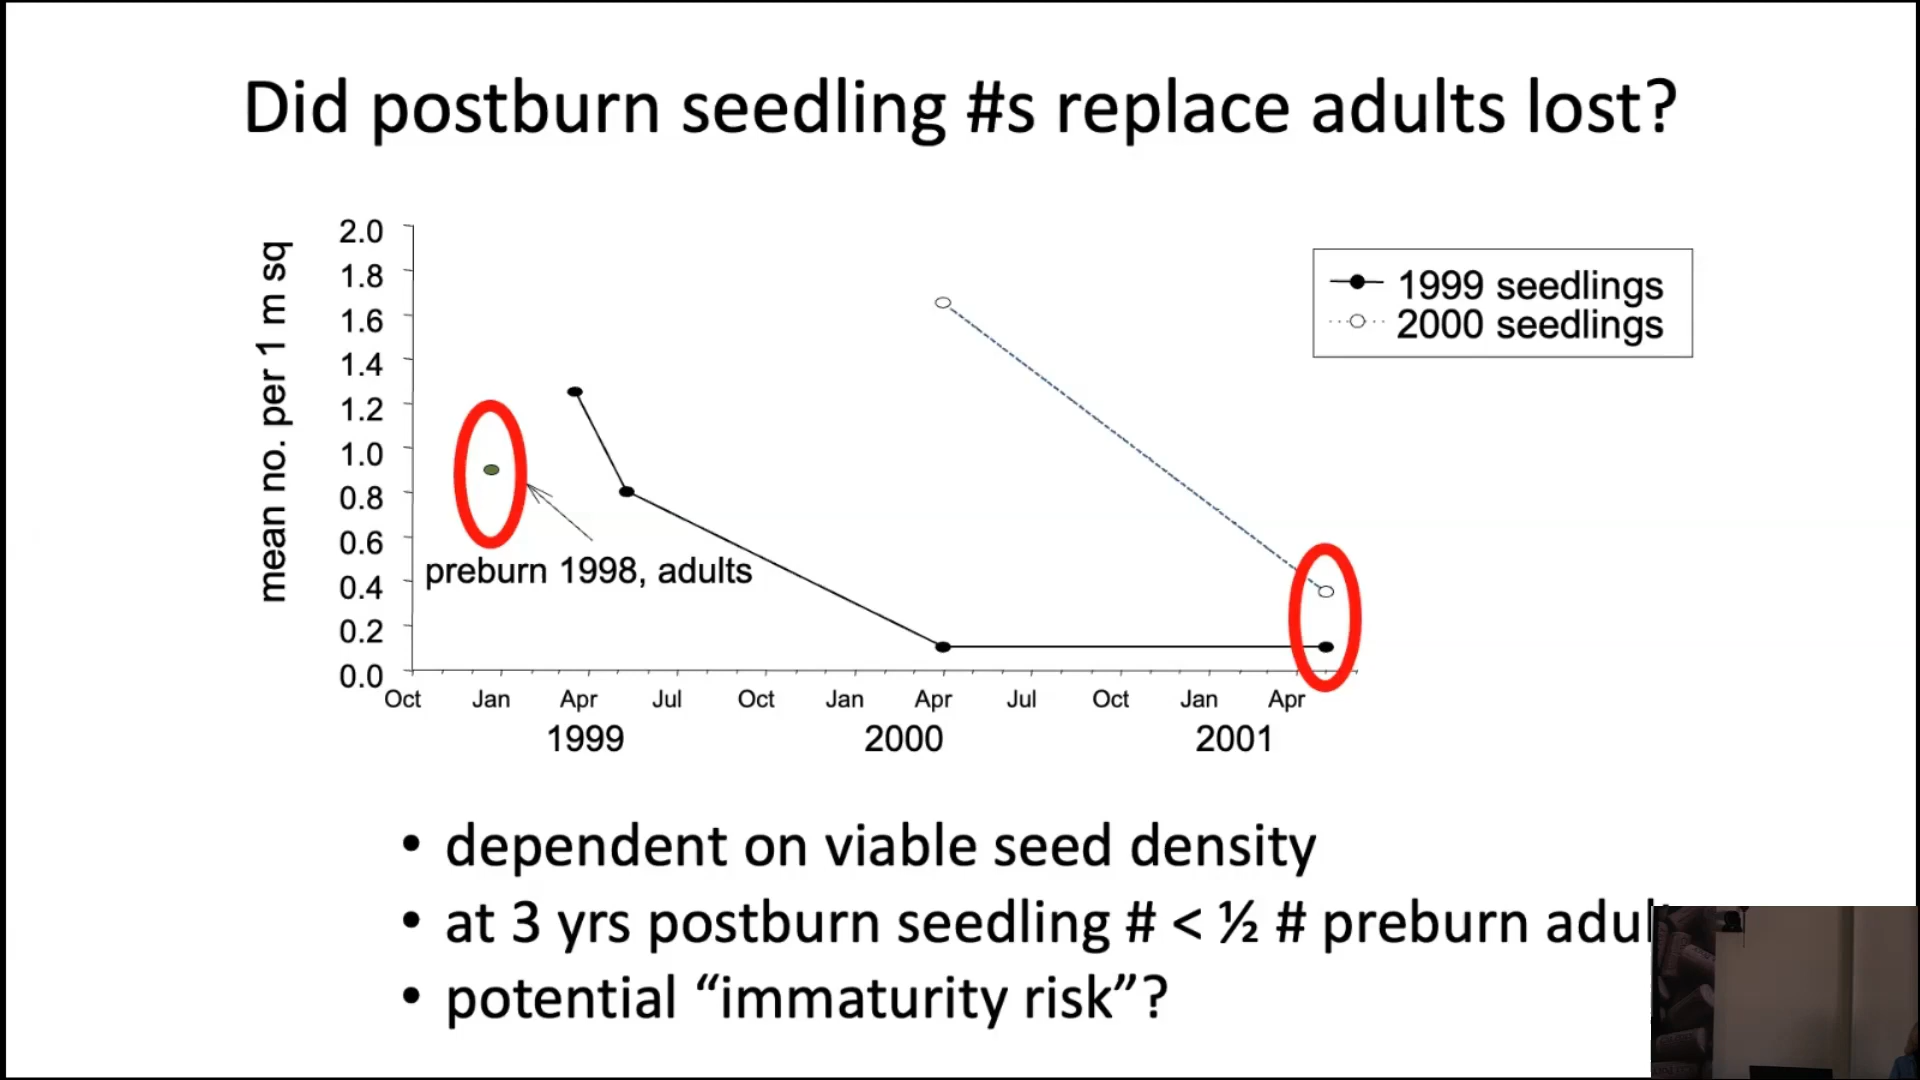 Did postburn seedling #s replace adults lost?
mean no. per 1 m sq
2.0
1.8
1.6
1.4
1.2
1.0
0.8
0.6
0.4
0.2
0.0
1999 seedlings
2000 seedlings
preburn 1998, adults
Oct Jan Apr Jul Oct Jan Apr Jul Oct Jan Apr
1999 2000 2001
• dependent on viable seed density
• at 3 yrs postburn seedling # < ½ # preburn
• potential “immaturity risk”?